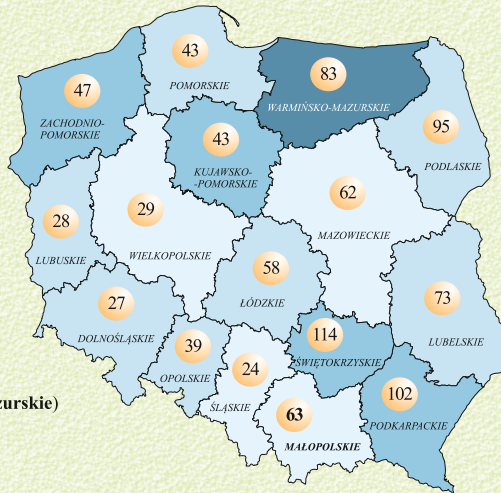 43
POMORSKIE
83
WARMIŃSKO-MAZURSKIE
47
ZACHODNIO-
POMORSKIE
43
KUJAWSKO-
-POMORSKIE
95
PODLASKIE
28
LUBUSKIE
29
WIELKOPOLSKIE
62
MAZOWIECKIE
58
ŁÓDZKIE
73
LUBELSKIE
27
DOLNOŚLĄSKIE
39
OPOLSKIE
24
ŚLĄSKIE
114
ŚWIĘTOKRZYSKIE
102
PODKARPACKIE
63
MAŁOPOLSKIE
zurskie)